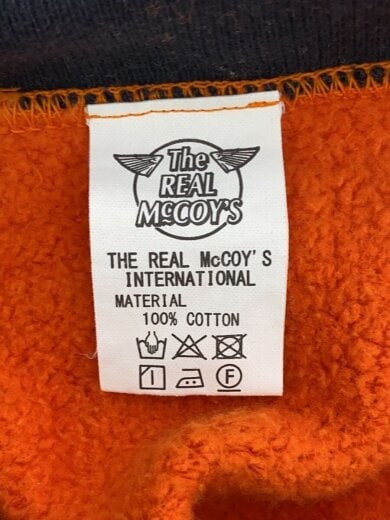 The
REAL
McCOY'S
THE REAL McCOY'S
INTERNATIONAL
MATERIAL
100% COTTON
F